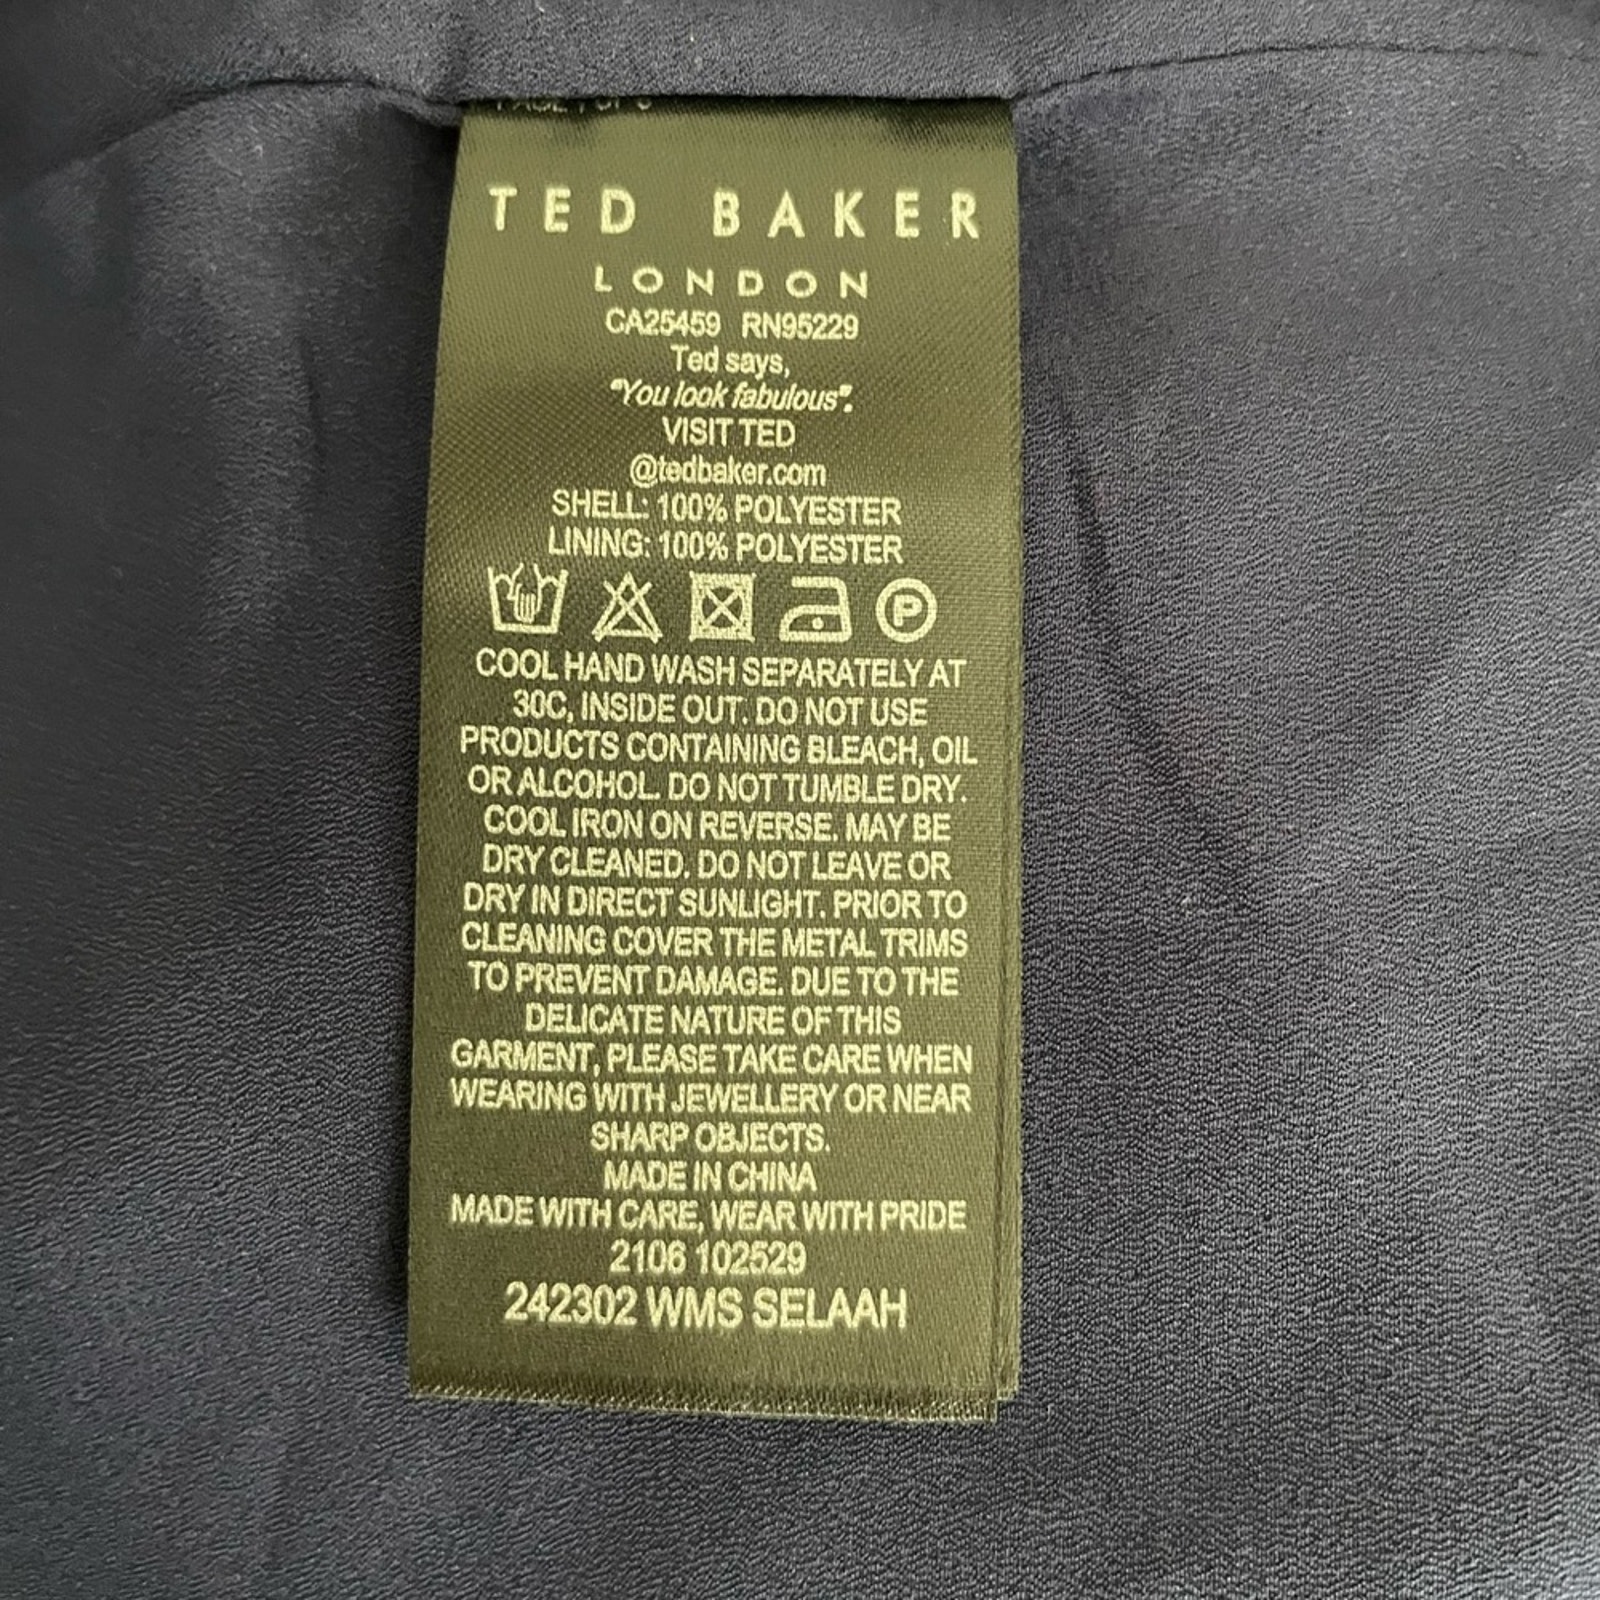 TED BAKER
LONDON
CA25459 RN95229
Ted says,
"You look fabulous".
VISIT TED
@tedbaker.com
SHELL: 100% POLYESTER
LINING: 100% POLYESTER
P
COOL HAND WASH SEPARATELY AT
30C, INSIDE OUT. DO NOT USE
PRODUCTS CONTAINING BLEACH, OIL
OR ALCOHOL. DO NOT TUMBLE DRY.
COOL IRON ON REVERSE. MAY BE
DRY CLEANED. DO NOT LEAVE OR
DRY IN DIRECT SUNLIGHT. PRIOR TO
CLEANING COVER THE METAL TRIMS
TO PREVENT DAMAGE. DUE TO THE
DELICATE NATURE OF THIS
GARMENT, PLEASE TAKE CARE WHEN
WEARING WITH JEWELLERY OR NEAR
SHARP OBJECTS.
MADE IN CHINA
MADE WITH CARE, WEAR WITH PRIDE
2106 102529
242302 WMS SELAAH